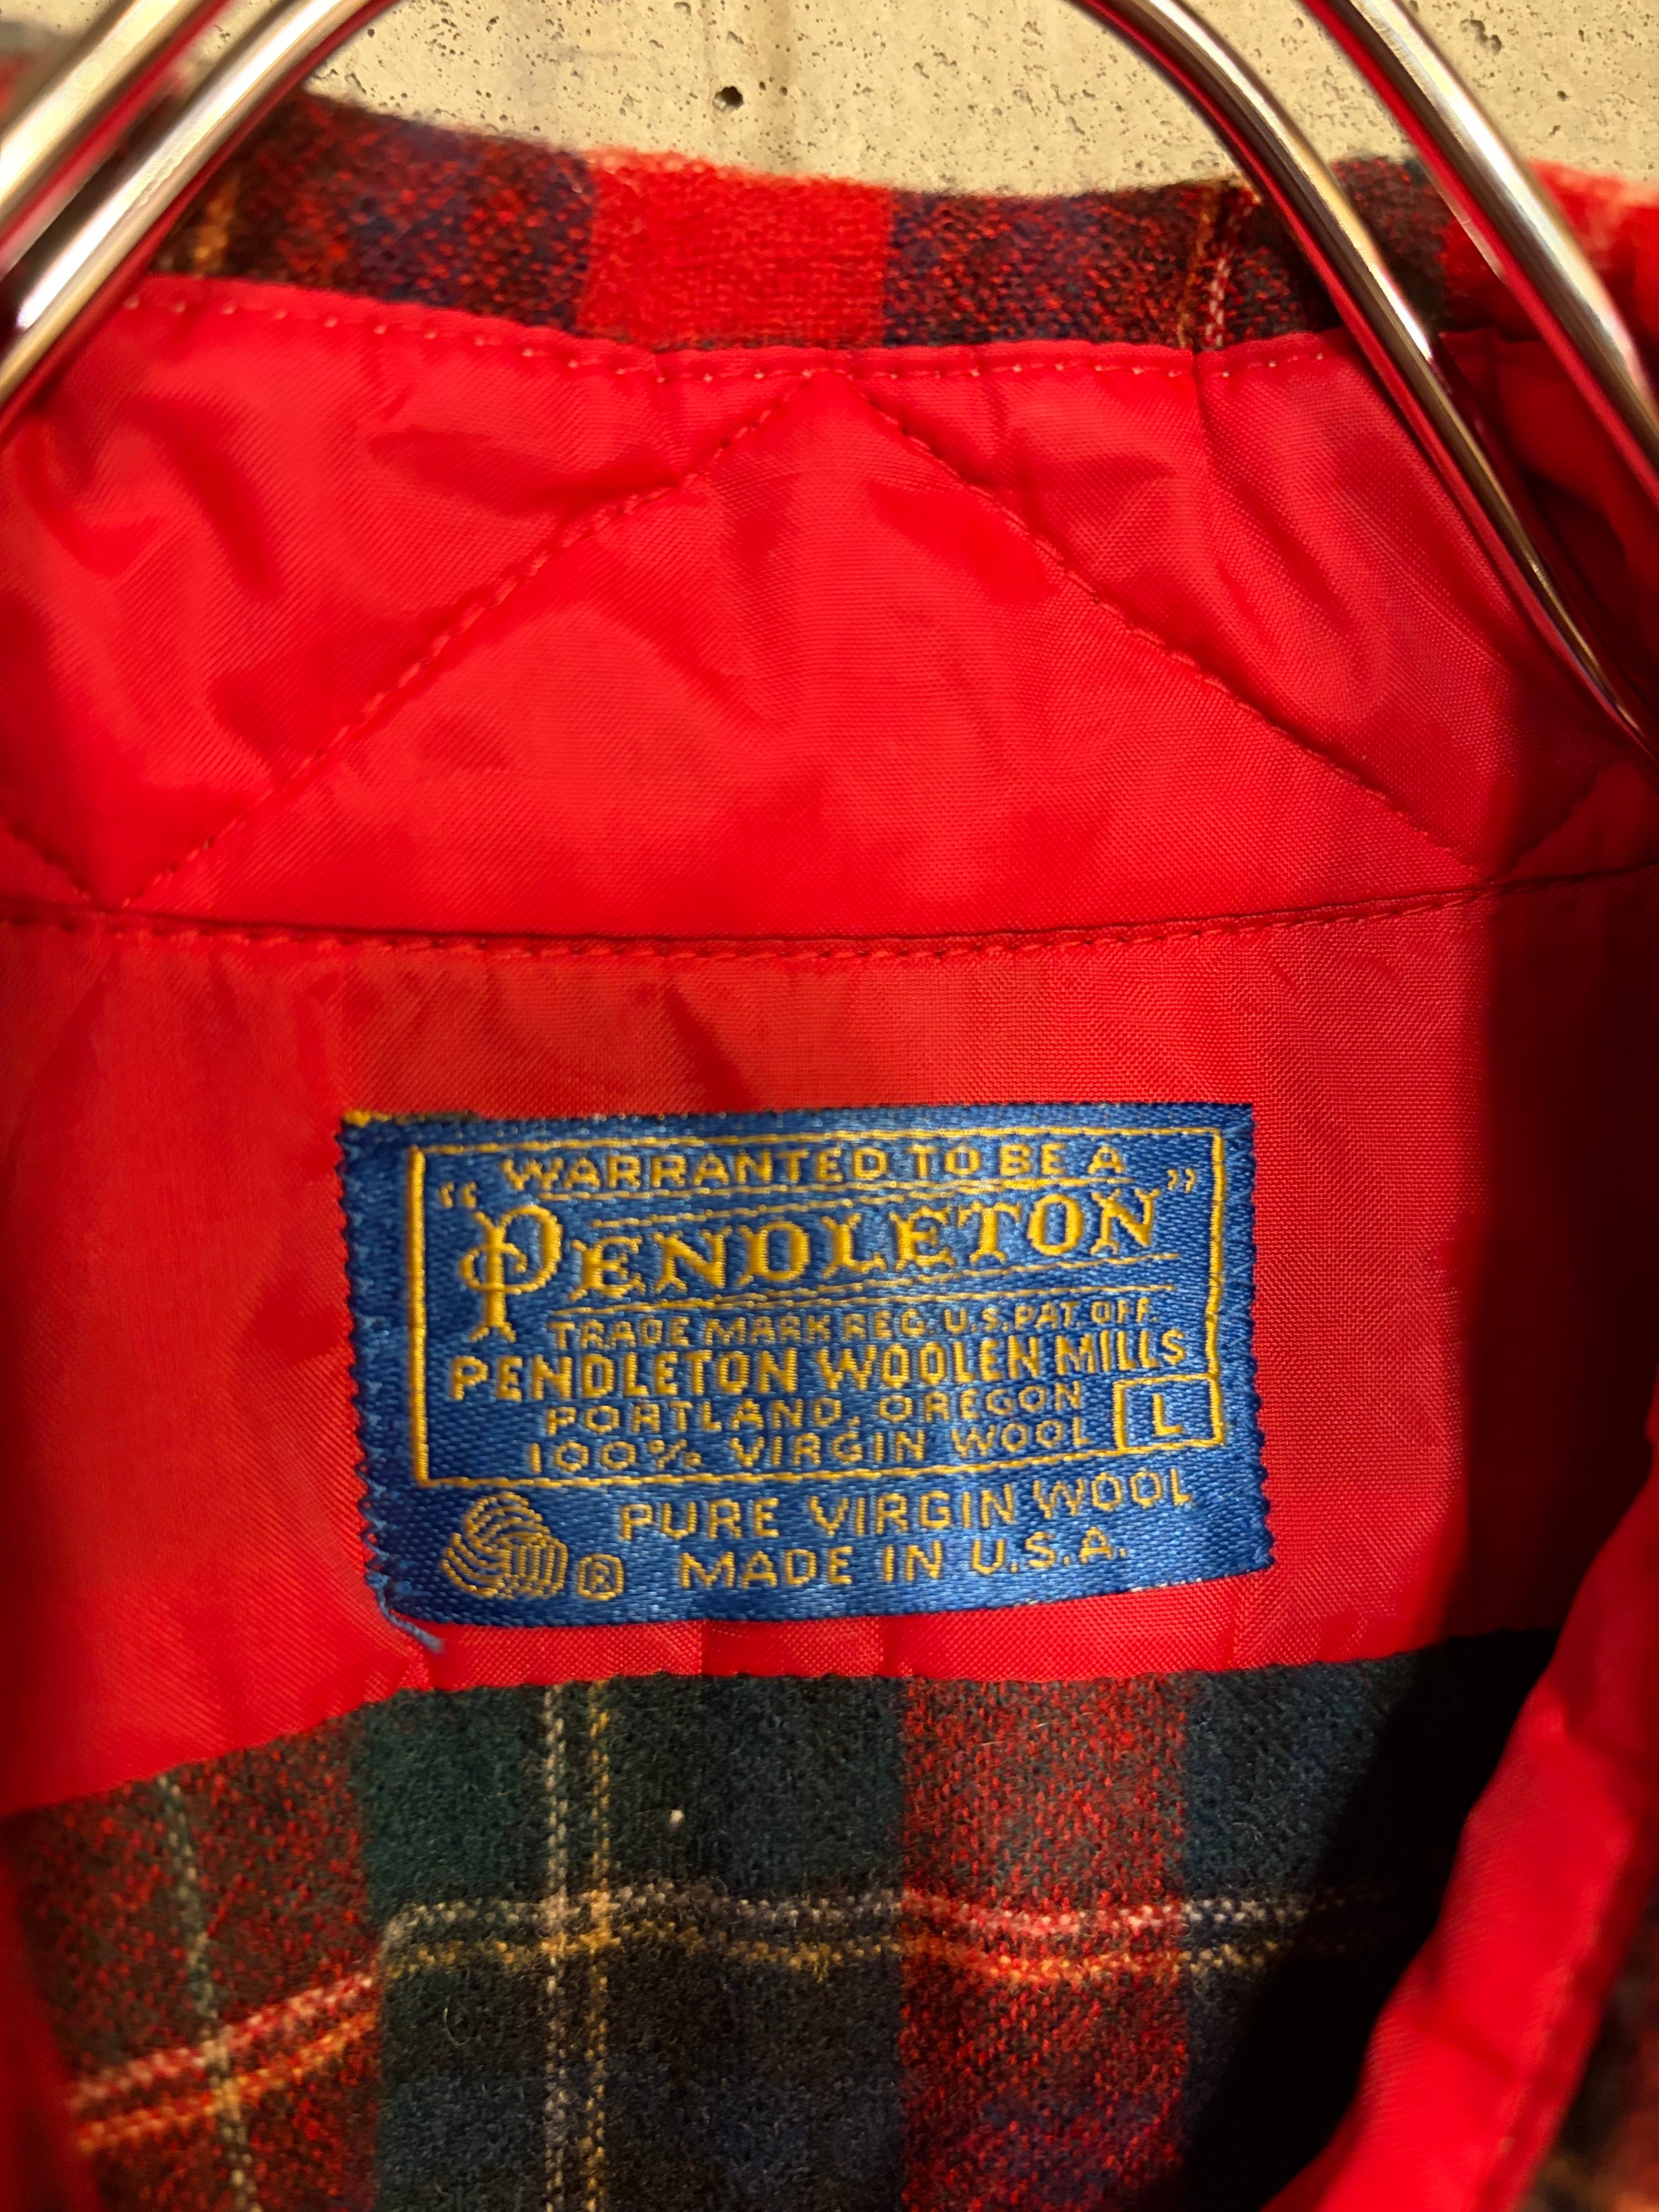 WARRANTED TO BE A
"PENDLETON"
TRADE MARK REG. U.S. PAT. OFF.
PENDLETON WOOLEN MILLS
PORTLAND, OREGON
100% VIRGIN WOOL L
PURE VIRGIN WOOL
® MADE IN U.S.A.